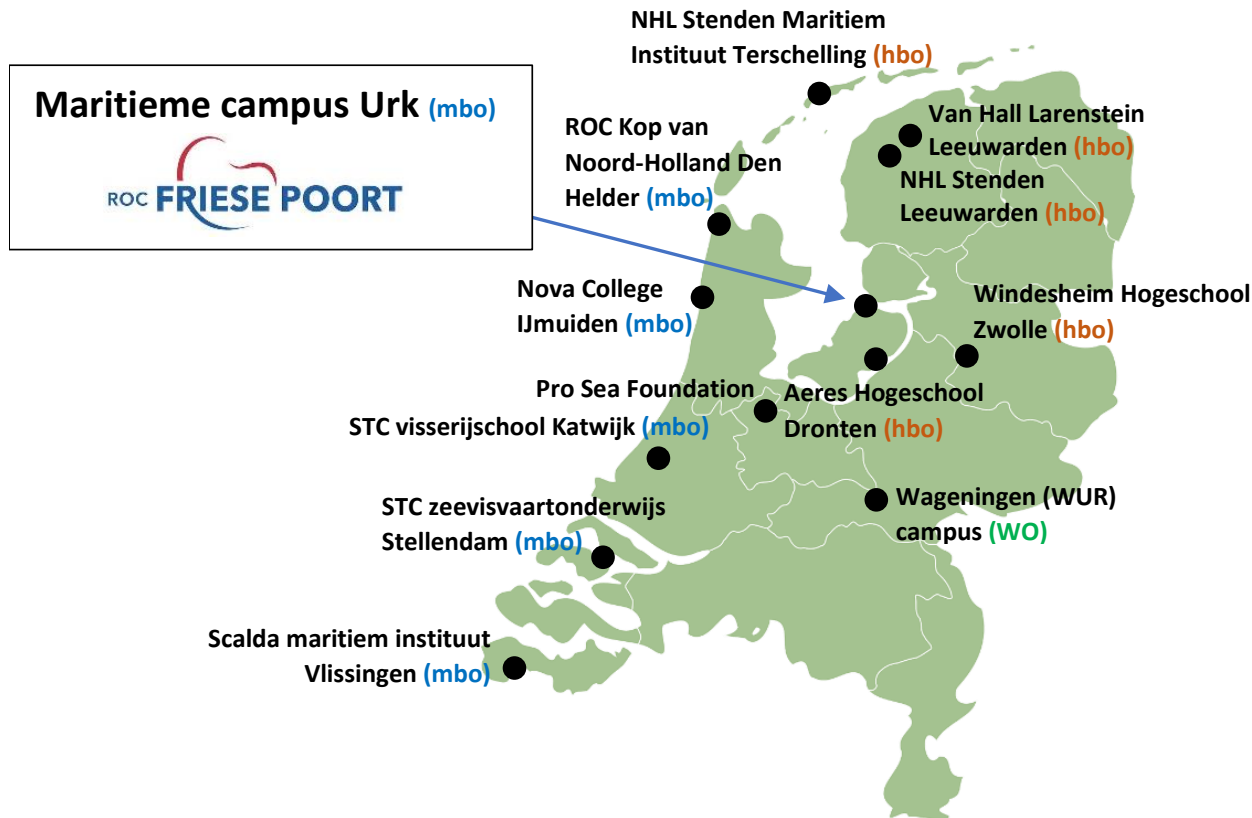 NHL Stenden Maritiem
Instituut Terschelling (hbo)
Maritieme campus Urk (mbo)
ROC FRIESE POORT
ROC Kop van
Noord-Holland Den
Helder (mbo)
Van Hall Larenstein
Leeuwarden (hbo)
NHL Stenden
Leeuwarden (hbo)
Nova College
IJmuiden (mbo)
Windesheim Hogeschool
Zwolle (hbo)
Pro Sea Foundation
Aeres Hogeschool
Dronten (hbo)
STC visserijschool Katwijk (mbo)
STC zeevisvaartonderwijs
Stellendam (mbo)
Wageningen (WUR)
campus (WO)
Scalda maritiem instituut
Vlissingen (mbo)